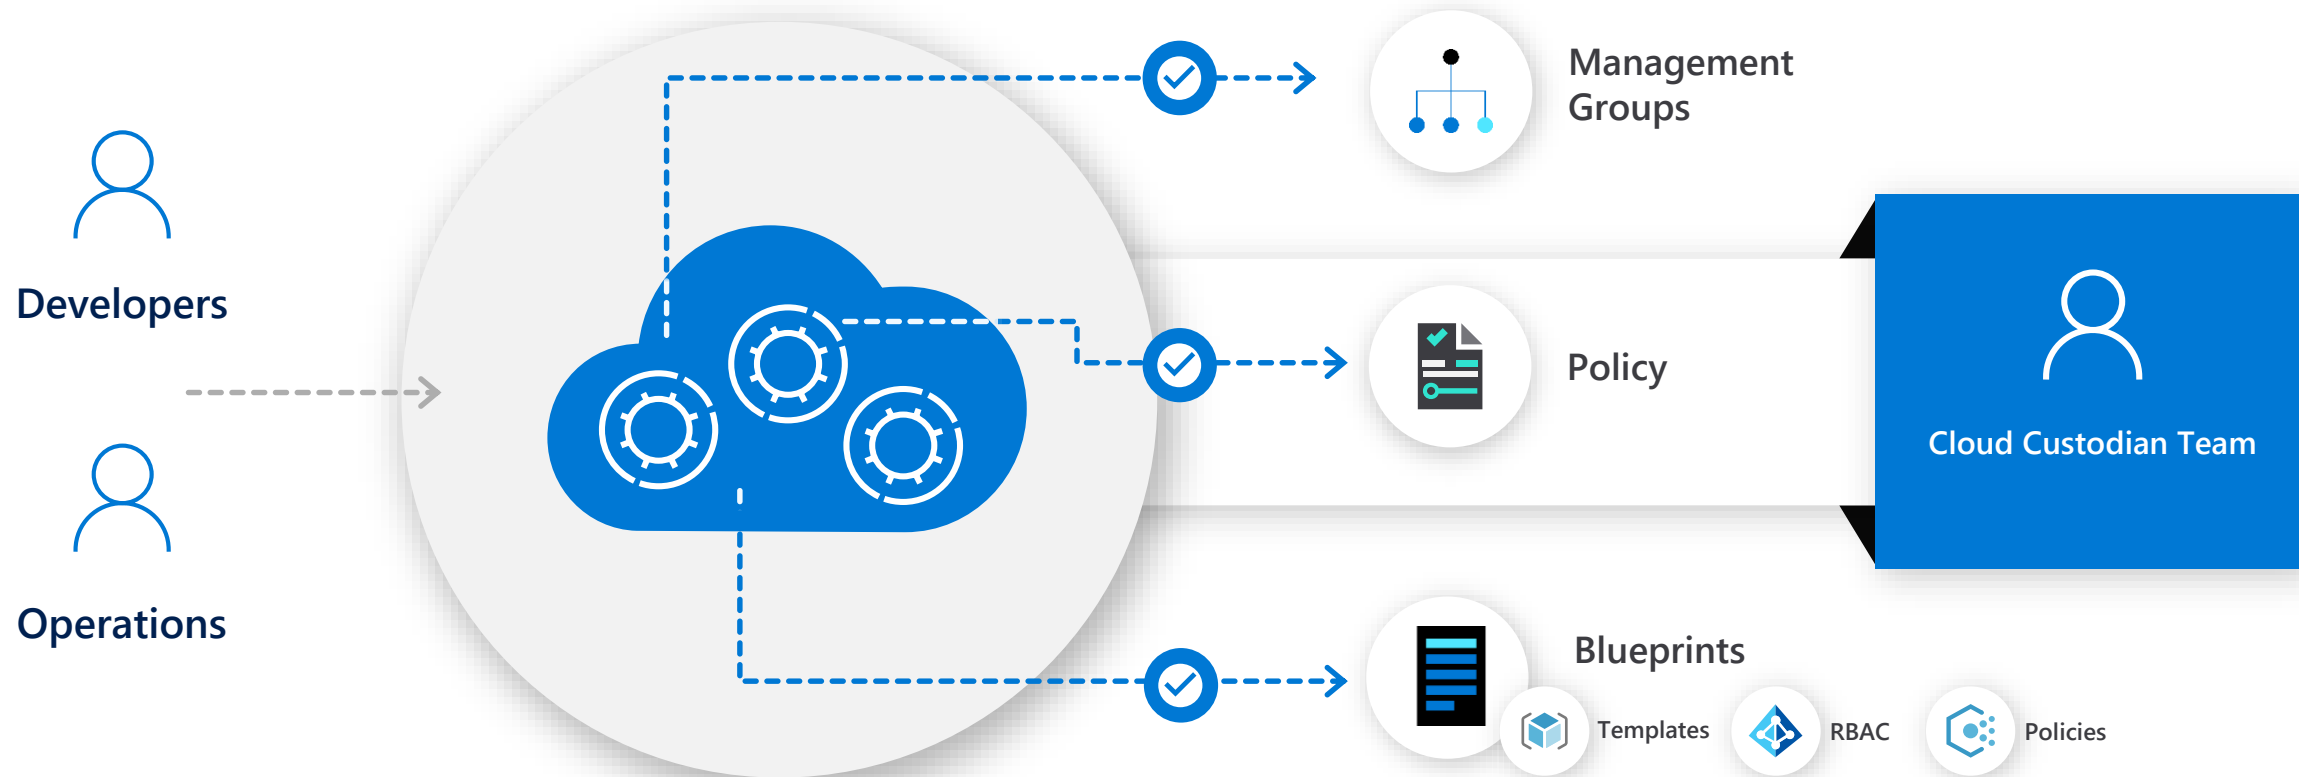 Developers
Operations
Management
Groups
Policy
Blueprints
Templates
RBAC
Policies
Cloud Custodian Team